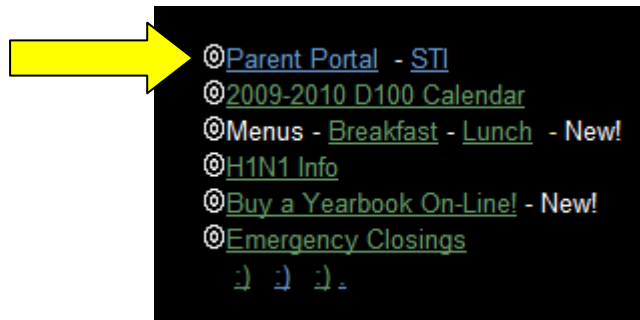 ◎Parent Portal - STI
◎2009-2010 D100 Calendar
◎Menus - Breakfast - Lunch - New!
◎H1N1 Info
◎Buy a Yearbook On-Line! - New!
◎Emergency Closings
:) :) :) .